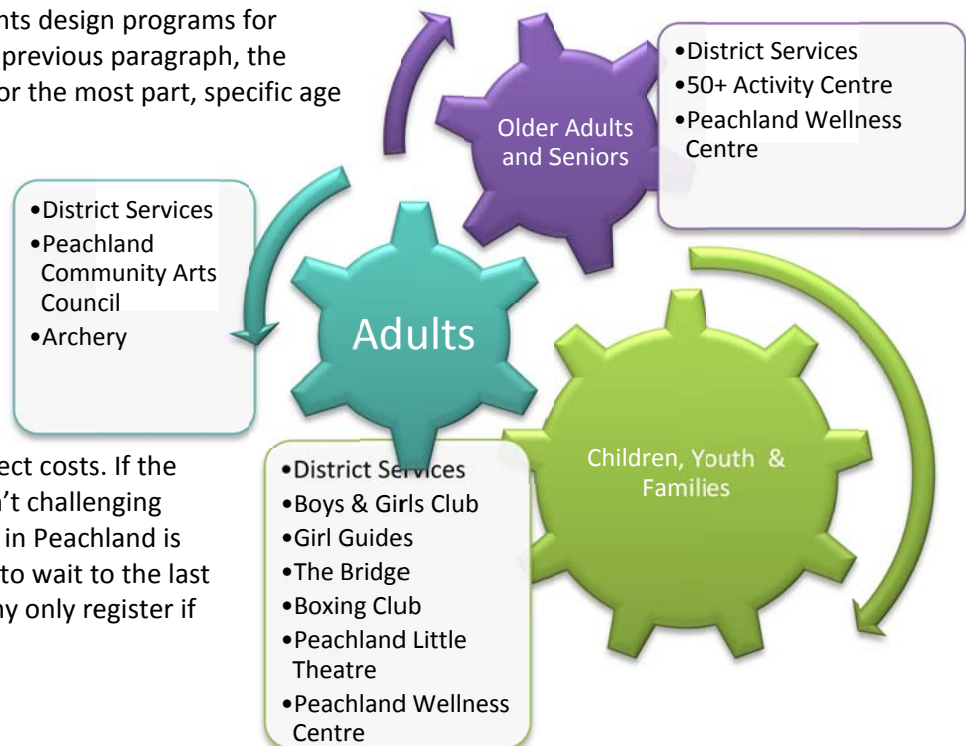 nts design programs for
previous paragraph, the
or the most part, specific age
Older Adults
and Seniors
•District Services
•50+ Activity Centre
•Peachland Wellness
Centre
•District Services
•Peachland
Community Arts
Council
•Archery
Adults
ect costs. If the
n't challenging
in Peachland is
to wait to the last
ny only register if
Children, Youth &
Families
•District Services
•Boys & Girls Club
•Girl Guides
•The Bridge
•Boxing Club
•Peachland Little
Theatre
•Peachland Wellness
Centre